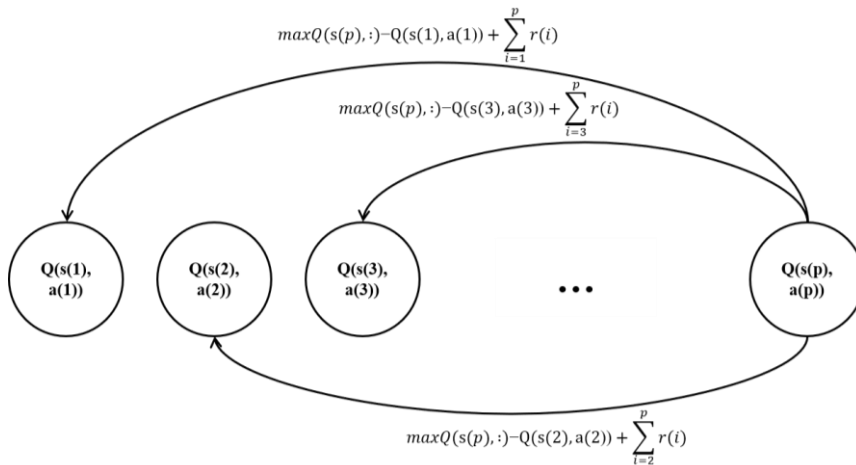 maxQ(s(p),:)−Q(s(1),a(1)) + ∑_{i=1}^{p} r(i)
maxQ(s(p),:)−Q(s(3),a(3)) + ∑_{i=3}^{p} r(i)
Q(s(1),
a(1))
Q(s(2),
a(2))
Q(s(3),
a(3))
...
Q(s(p),
a(p))
maxQ(s(p),:)−Q(s(2),a(2)) + ∑_{i=2}^{p} r(i)